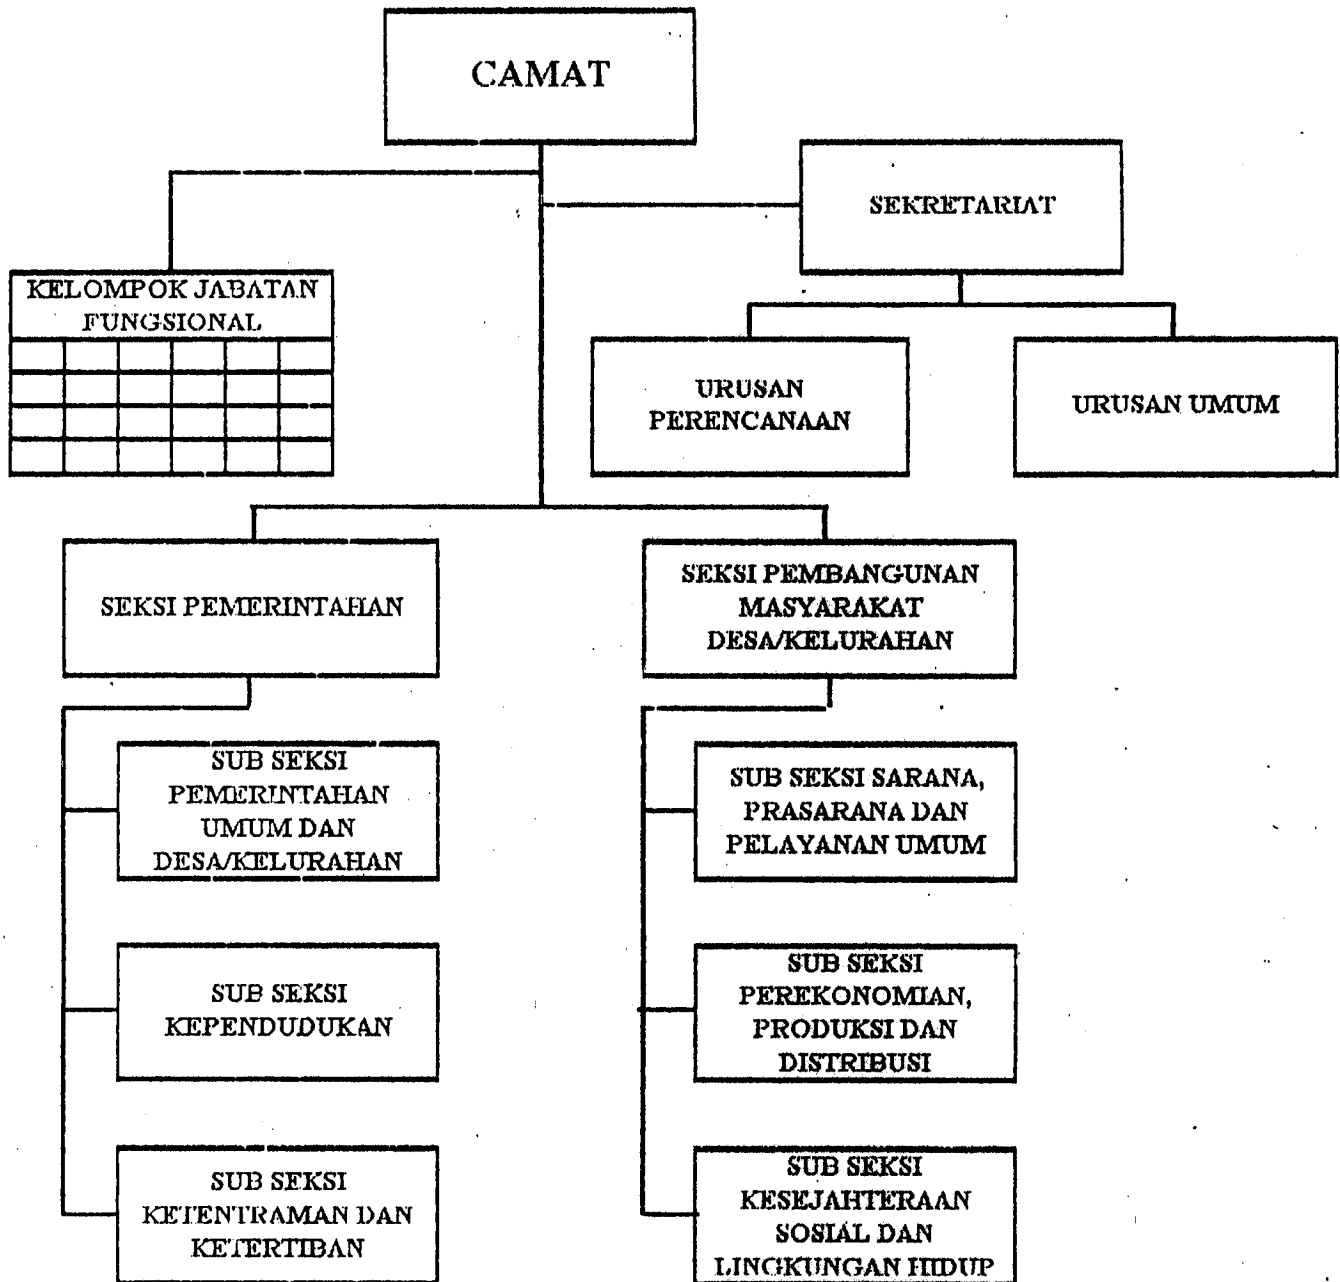 CAMAT
SEKRETARIAT
KELOMPOK JABATAN
FUNGSIONAL
URUSAN
PERENCANAAN
URUSAN UMUM
SEKSI PEMERINTAHAN
SEKSI PEMBANGUNAN
MASYARAKAT
DESA/KELURAHAN
SUB SEKSI
PEMERINTAHAN
UMUM DAN
DESA/KELURAHAN
SUB SEKSI SARANA,
PRASARANA DAN
PELAYANAN UMUM
SUB SEKSI
KEPENDUDUKAN
SUB SEKSI
PEREKONOMIAN,
PRODUKSI DAN
DISTRIBUSI
SUB SEKSI
KETENTRAMAN DAN
KETERTIBAN
SUB SEKSI
KESEJAHTERAAN
SOSIAL DAN
LINGKUNGAN HIDUP